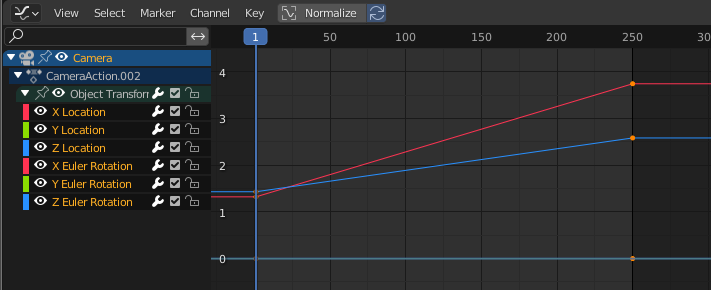 View Select Marker Channel Key Normalize
1 50 100 150 200 250 30
Camera
CameraAction.002
Object Transforn
X Location
Y Location
Z Location
X Euler Rotation
Y Euler Rotation
Z Euler Rotation
4
3
2
1
0